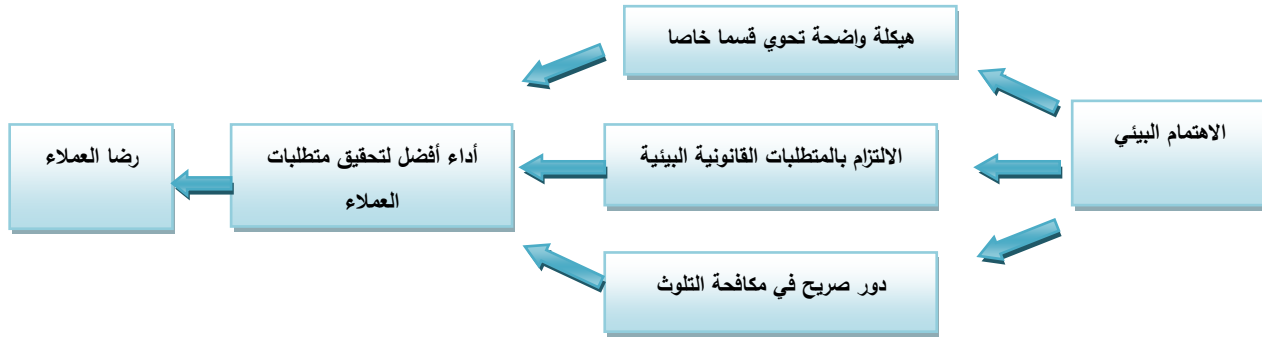 الاهتمام البيئي
هيكلة واضحة تحوي قسما خاصا
الالتزام بالمتطلبات القانونية البيئية
دور صريح في مكافحة التلوث
أداء أفضل لتحقيق متطلبات
العملاء
رضا العملاء